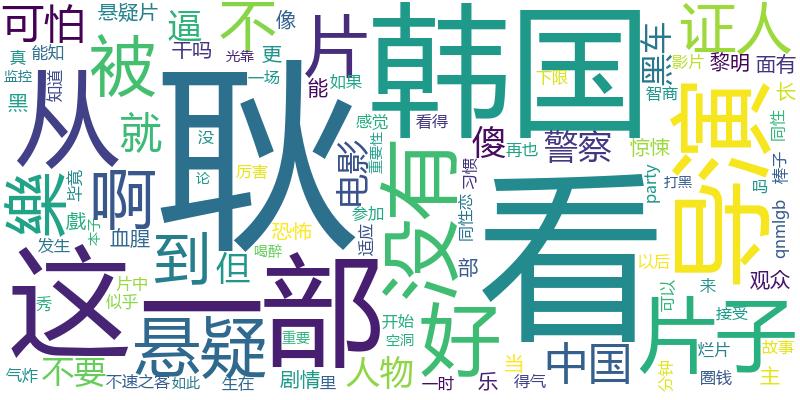 可怕 悬疑片 逼 不 像 片 韩国 证人
真 能知 被 干吗 光靠 更 能 下限 黑车 影片 黎明 面有
监控 知道 从 耿 一场 如果 智商 长
黑 就 没 感觉 看得 傻 再也 警察 惊悚 导演 同性
樂 毕竟 啊 论 厉害 电影 重要性 没有 习惯 party 打黑 妈 棒子
戲 本子 血腥 到 但 恐怖 参加 适应 同性恋 看 qnmlgb
发生 喝醉 部 以后 观众
这一部 片中 好 可以 来
秀 似乎 悬疑 重要 开始 空洞 当 中国 片子 接受
气炸 不要 不速之客 如此 生在 剧情 里 人物 一时 乐 得气 分钟 烂片 圈钱 故事 主